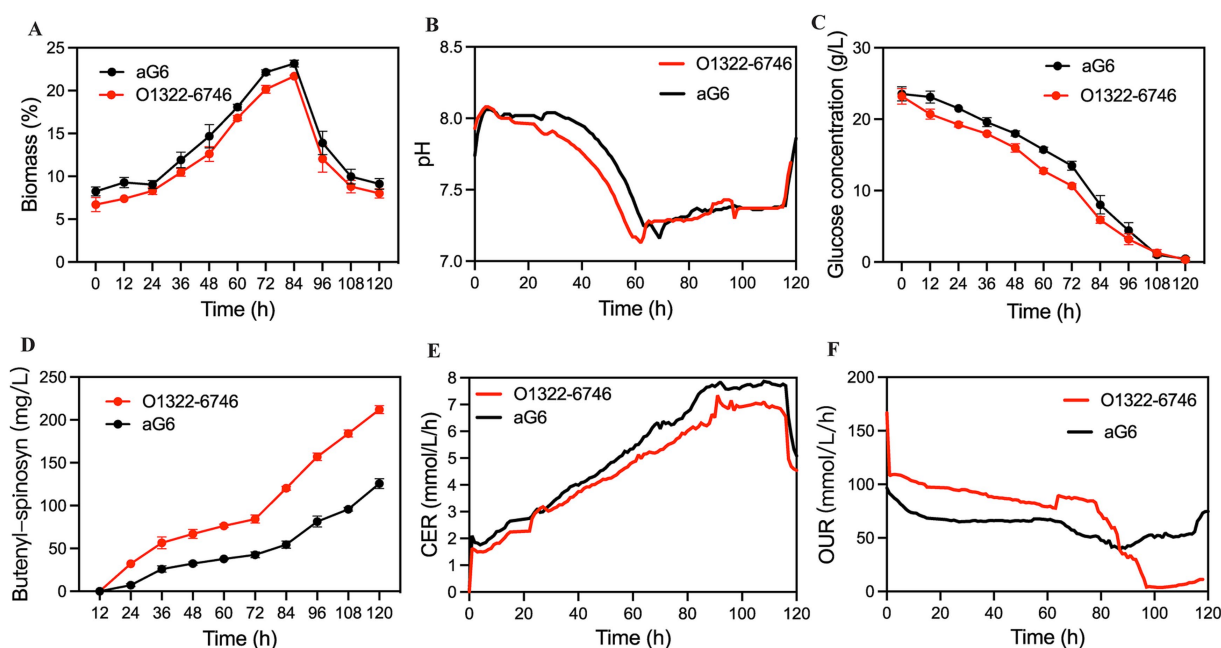 A
Biomass (%)
25
20
15
10
5
0
aG6
O1322-6746
0 12 24 36 48 60 72 84 96 108 120
Time (h)
B
pH
8.5
8.0
7.5
7.0
O1322-6746
aG6
0 20 40 60 80 100 120
Time (h)
C
Glucose concentration (g/L)
30
20
10
0
aG6
O1322-6746
0 12 24 36 48 60 72 84 96 108 120
Time (h)
D
Butenyl–spinosyn (mg/L)
250
200
150
100
50
0
O1322-6746
aG6
12 24 36 48 60 72 84 96 108 120
Time (h)
E
CER (mmol/L/h)
8
7
6
5
4
3
2
1
0
O1322-6746
aG6
0 20 40 60 80 100 120
Time (h)
F
OUR (mmol/L/h)
200
150
100
50
0
O1322-6746
aG6
0 20 40 60 80 100 120
Time (h)